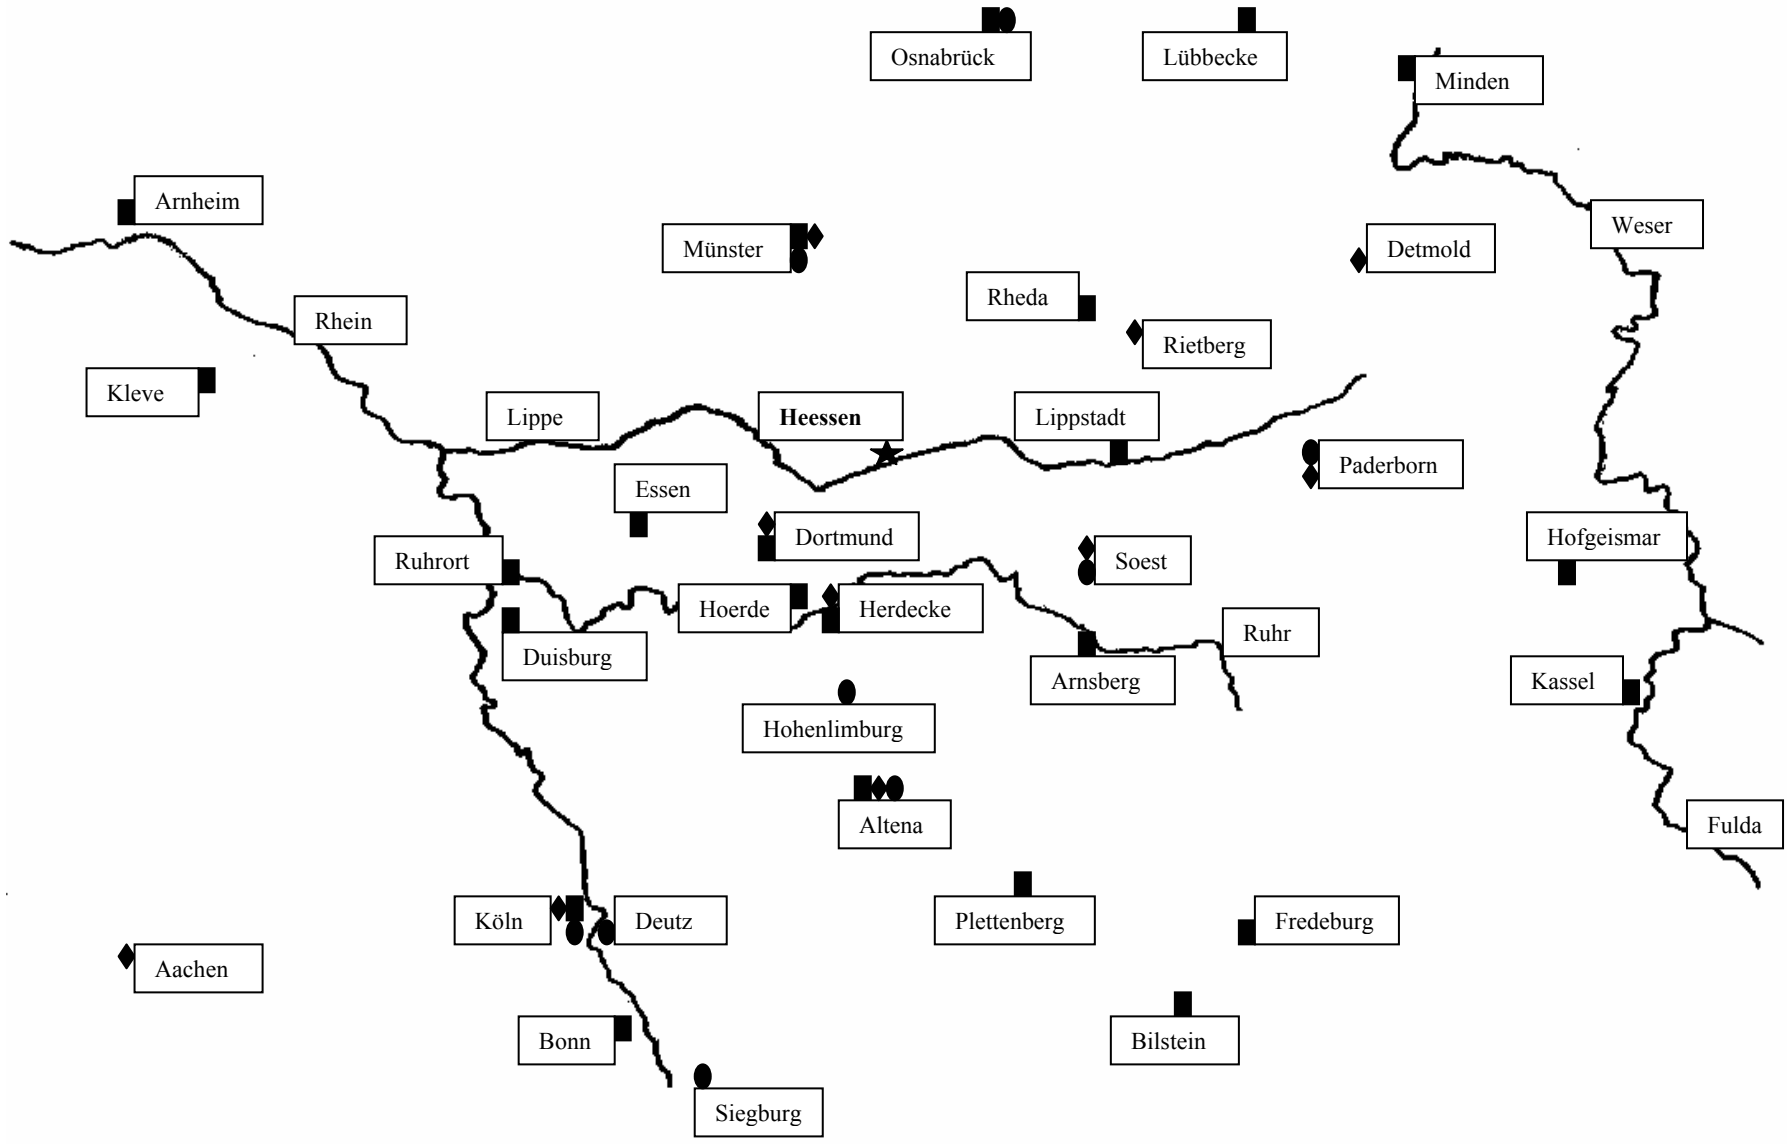 Osnabrück
Lübbecke
Minden
Arnheim
Weser
Münster
Detmold
Rheda
Rhein
Rietberg
Kleve
Lippe
Heessen
Lippstadt
Paderborn
Essen
Dortmund
Hofgeismar
Ruhrort
Soest
Hoerde
Herdecke
Ruhr
Duisburg
Arnsberg
Kassel
Hohenlimburg
Altena
Fulda
Köln
Deutz
Plettenberg
Fredeburg
Aachen
Bonn
Bilstein
Siegburg